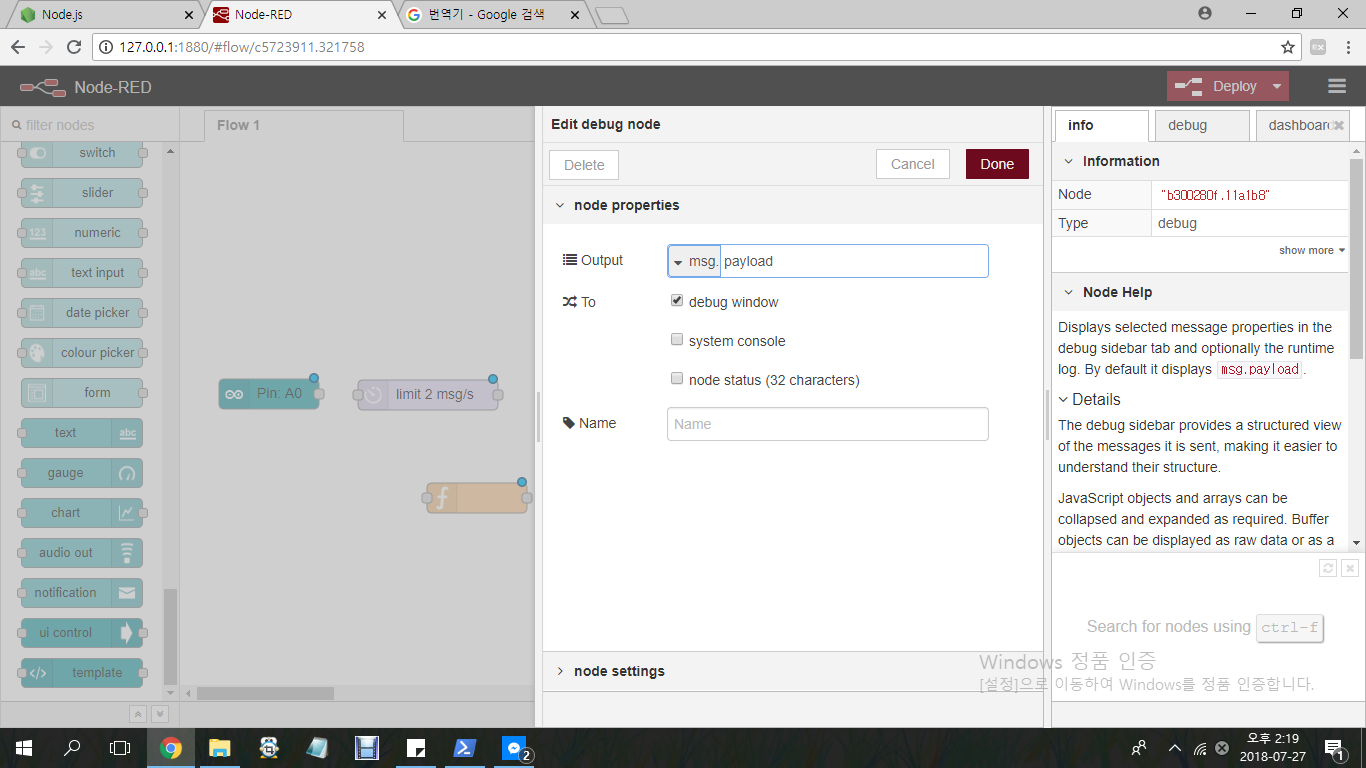 Node.js
Node-RED
번역기 - Google 검색
127.0.0.1:1880/#flow/c5723911.321758
Node-RED
Deploy
filter nodes
switch
slider
123 numeric
abc text input
date picker
colour picker
form
text abc
gauge
chart
audio out
notification
ui control
template
Flow 1
Pin: A0
limit 2 msg/s
f
Edit debug node
Delete
Cancel
Done
node properties
Output
msg. payload
To
debug window
system console
node status (32 characters)
Name
Name
node settings
info
debug
dashboard
Information
Node
"b300280f.11a1b8"
Type
debug
show more
Node Help
Displays selected message properties in the
debug sidebar tab and optionally the runtime
log. By default it displays msg.payload.
Details
The debug sidebar provides a structured view
of the messages it is sent, making it easier to
understand their structure.
JavaScript objects and arrays can be
collapsed and expanded as required. Buffer
objects can be displayed as raw data or as a
Search for nodes using ctrl-f
Windows 정품 인증
[설정]으로 이동하여 Windows를 정품 인증합니다.
2
오후 2:19
2018-07-27
1